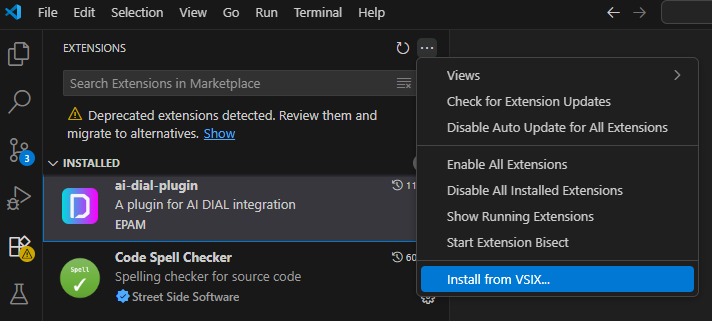 File Edit Selection View Go Run Terminal Help
EXTENSIONS
Search Extensions in Marketplace
Deprecated extensions detected. Review them and
migrate to alternatives. Show
INSTALLED
ai-dial-plugin
11
A plugin for AI DIAL integration
EPAM
Spell
Code Spell Checker
60
Spelling checker for source code
Street Side Software
3
Views
Check for Extension Updates
Disable Auto Update for All Extensions
Enable All Extensions
Disable All Installed Extensions
Show Running Extensions
Start Extension Bisect
Install from VSIX...